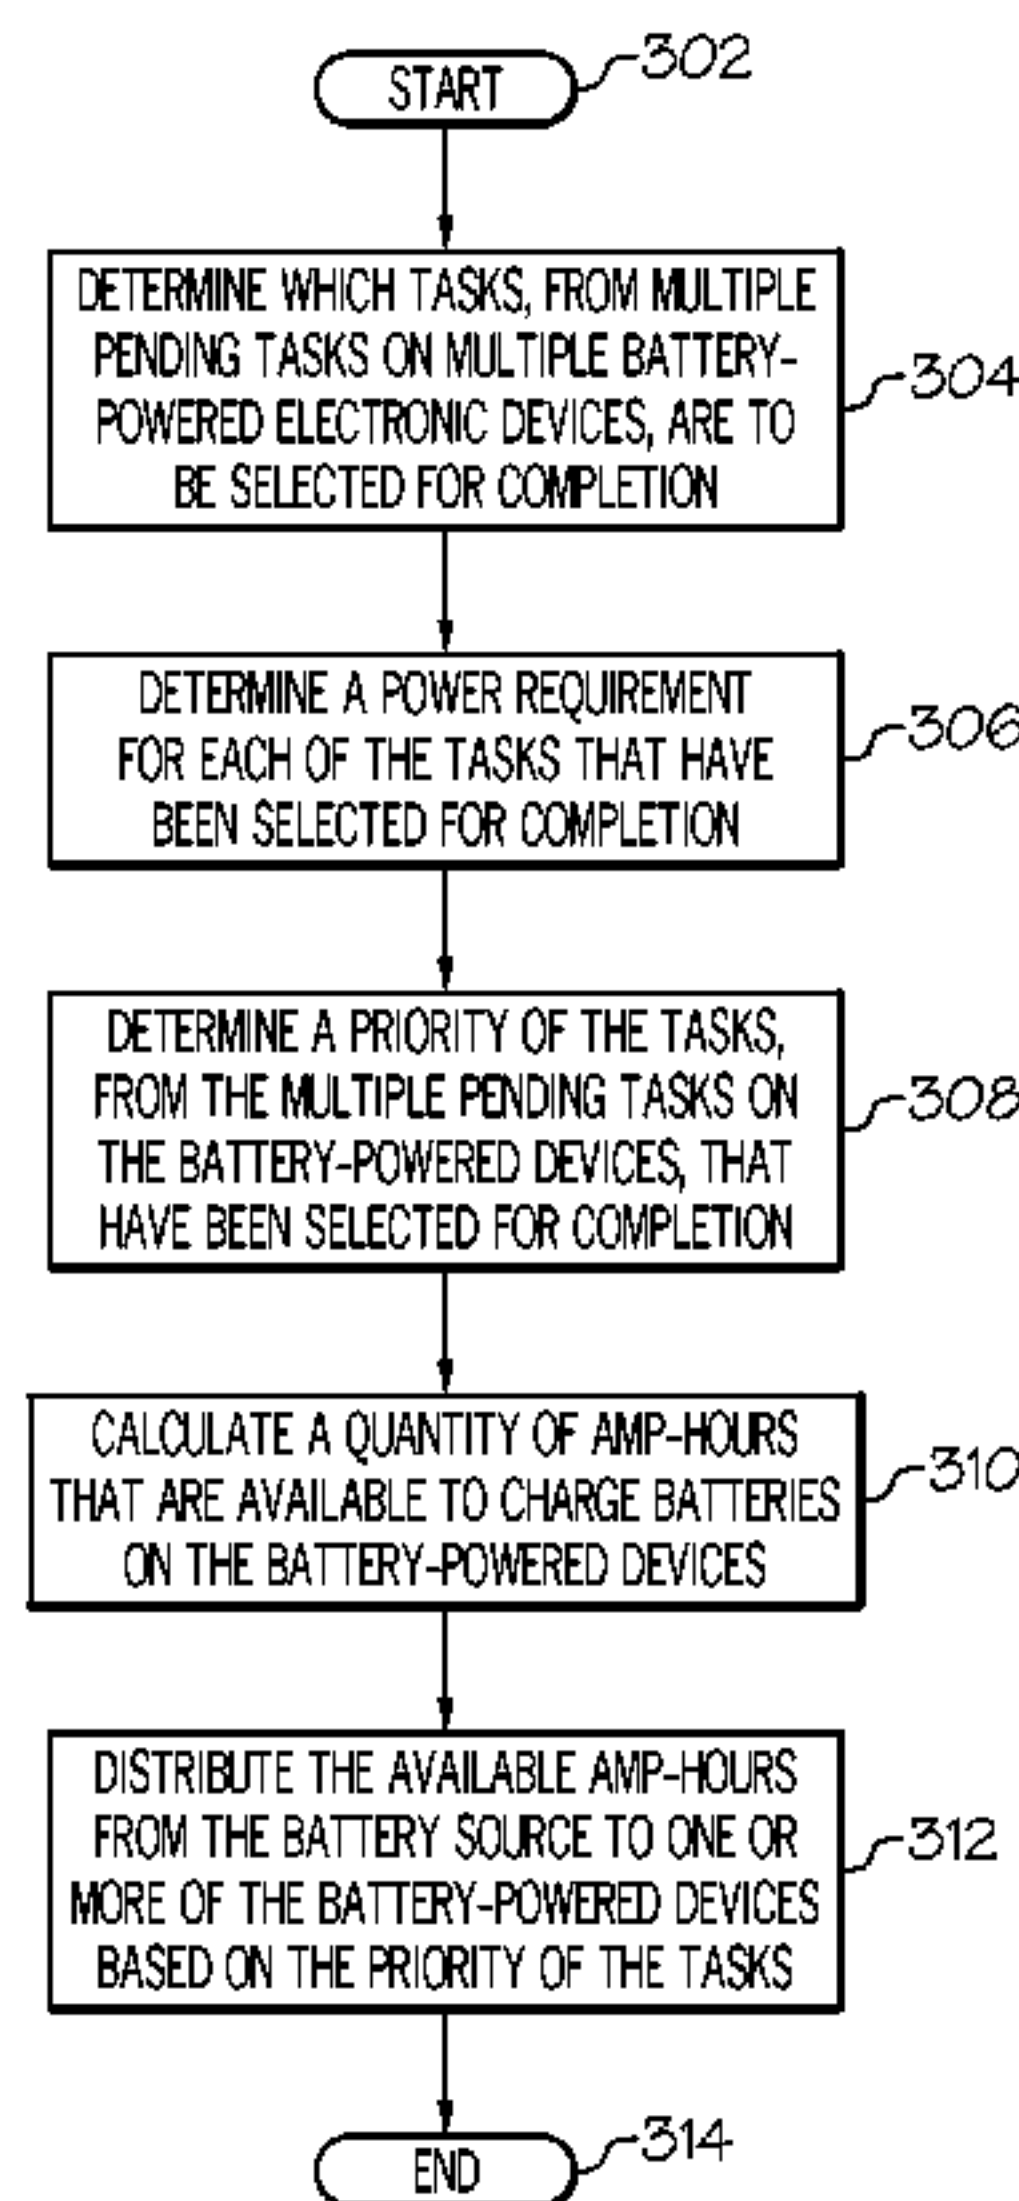 START
302
DETERMINE WHICH TASKS, FROM MULTIPLE
PENDING TASKS ON MULTIPLE BATTERY-
POWERED ELECTRONIC DEVICES, ARE TO
BE SELECTED FOR COMPLETION
304
DETERMINE A POWER REQUIREMENT
FOR EACH OF THE TASKS THAT HAVE
BEEN SELECTED FOR COMPLETION
306
DETERMINE A PRIORITY OF THE TASKS,
FROM THE MULTIPLE PENDING TASKS ON
THE BATTERY-POWERED DEVICES, THAT
HAVE BEEN SELECTED FOR COMPLETION
308
CALCULATE A QUANTITY OF AMP-HOURS
THAT ARE AVAILABLE TO CHARGE BATTERIES
ON THE BATTERY-POWERED DEVICES
310
DISTRIBUTE THE AVAILABLE AMP-HOURS
FROM THE BATTERY SOURCE TO ONE OR
MORE OF THE BATTERY-POWERED DEVICES
BASED ON THE PRIORITY OF THE TASKS
312
END
314